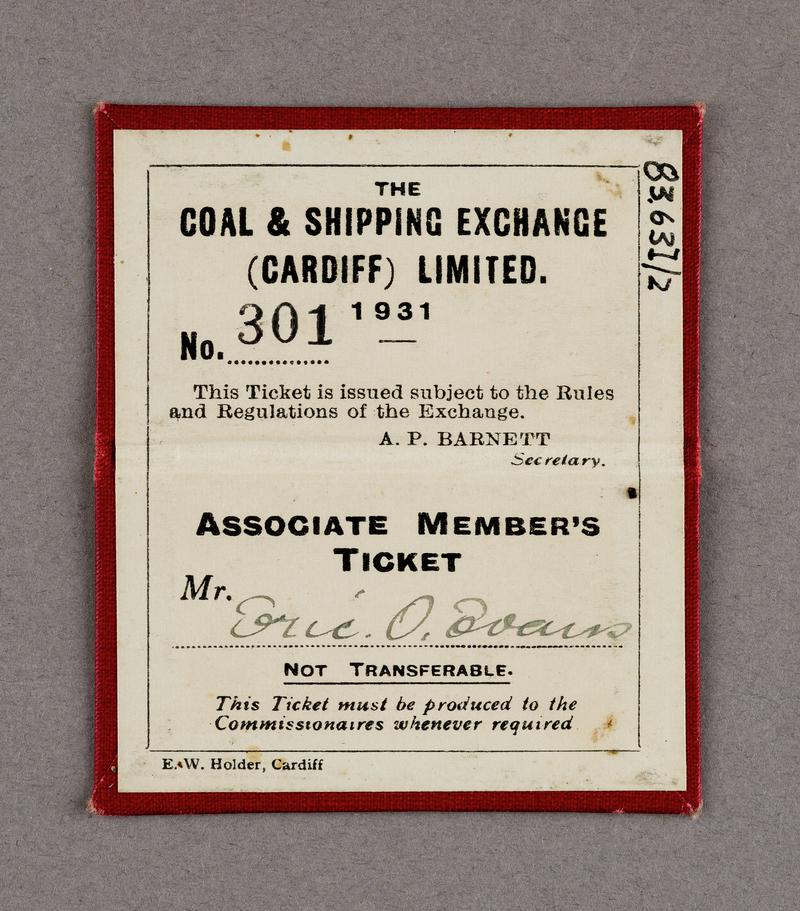 THE
COAL & SHIPPING EXCHANGE
(CARDIFF) LIMITED.
No. 301 1931
This Ticket is issued subject to the Rules
and Regulations of the Exchange.
A. P. BARNETT
Secretary.
ASSOCIATE MEMBER'S
TICKET
Mr. Eric. O. Evans
NOT TRANSFERABLE.
This Ticket must be produced to the
Commissionaires whenever required
E. W. Holder, Cardiff
83.63I/2